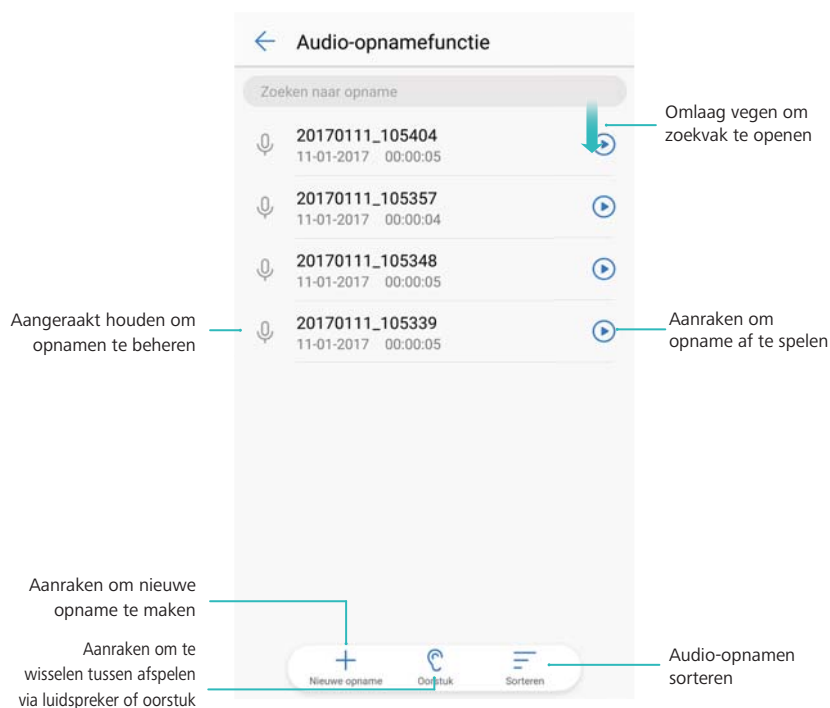 Audio-opnamefunctie
Zoeken naar opname
Omlaag vegen om
zoekvak te openen
20170111_105404
11-01-2017 00:00:05
20170111_105357
11-01-2017 00:00:04
20170111_105348
11-01-2017 00:00:05
Aangeraakt houden om
opnamen te beheren
20170111_105339
11-01-2017 00:00:05
Aanraken om
opname af te spelen
Aanraken om nieuwe
opname te maken
Aanraken om te
wisselen tussen afspelen
via luidspreker of oorstuk
Nieuwe opname
Oorstuk
Sorteren
Audio-opnamen
sorteren